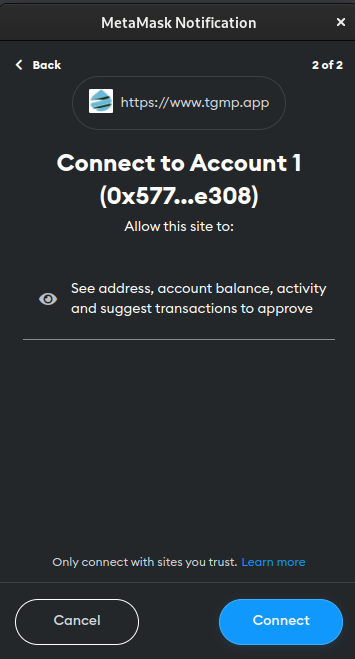 MetaMask Notification
Back
2 of 2
https://www.tgmp.app
Connect to Account 1
(0x577...e308)
Allow this site to:
See address, account balance, activity
and suggest transactions to approve
Only connect with sites you trust. Learn more
Cancel
Connect